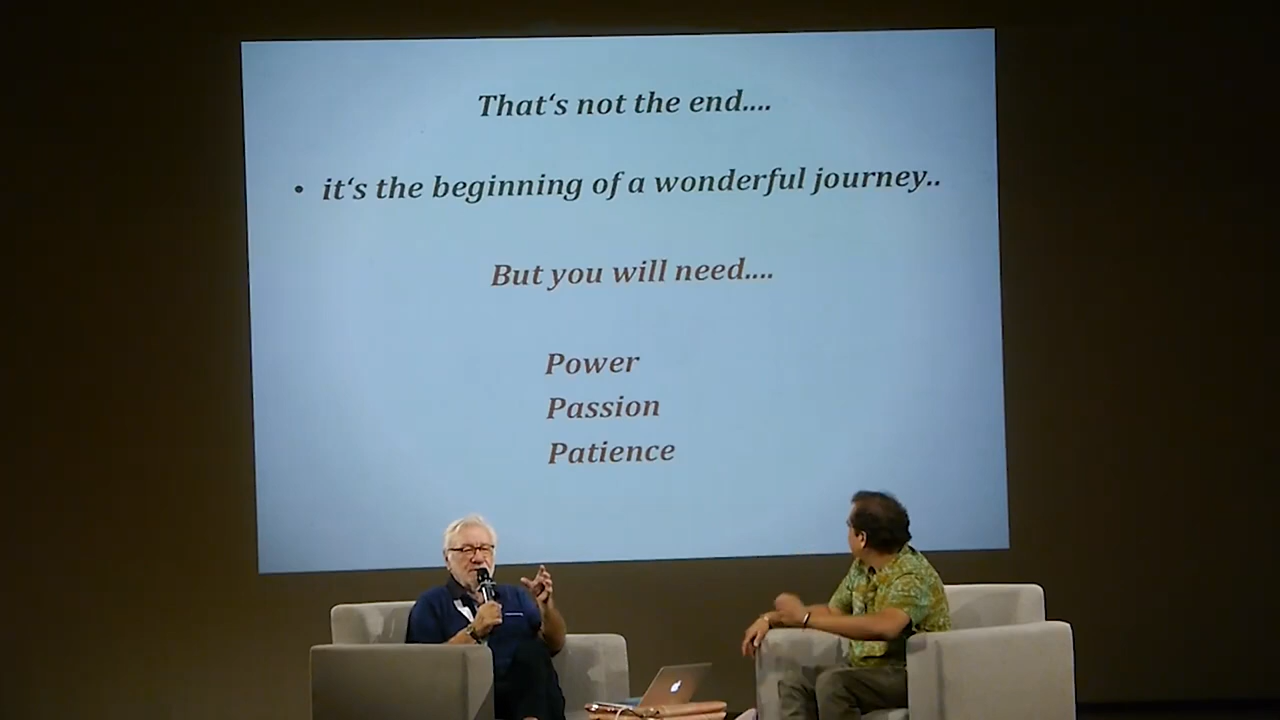 That‘s not the end....
• it‘s the beginning of a wonderful journey..
But you will need....
Power
Passion
Patience